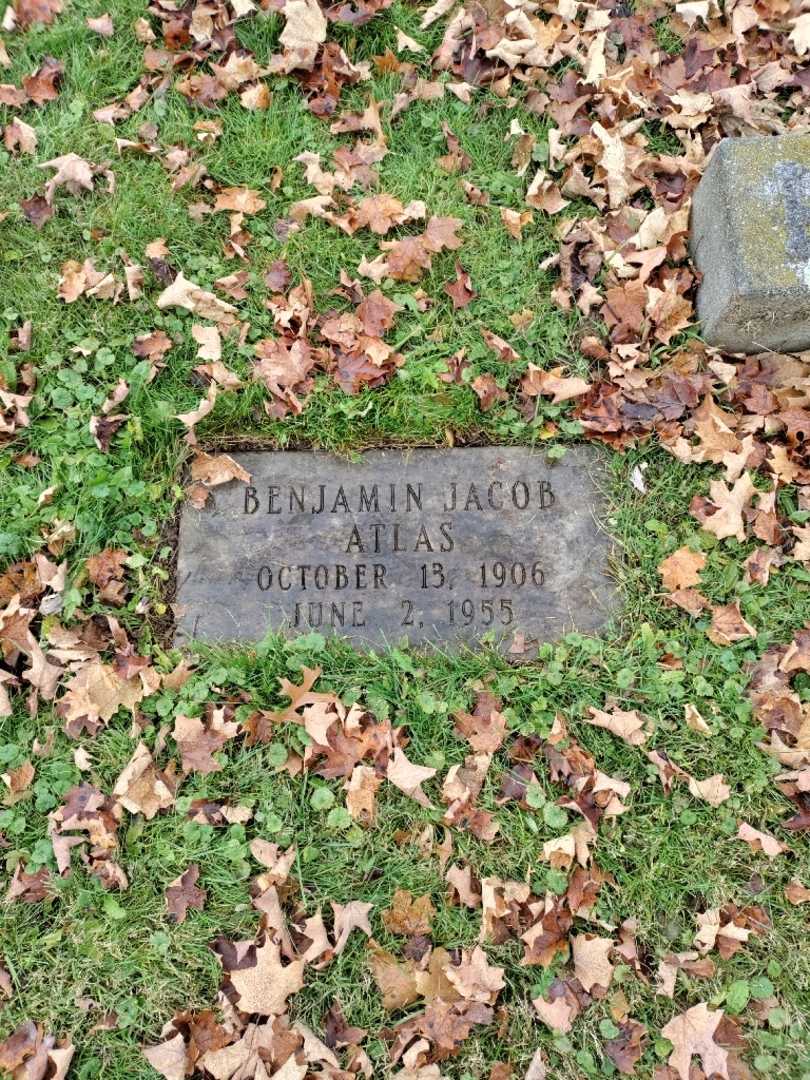 BENJAMIN JACOB
ATLAS
OCTOBER 13, 1906
JUNE 2, 1955